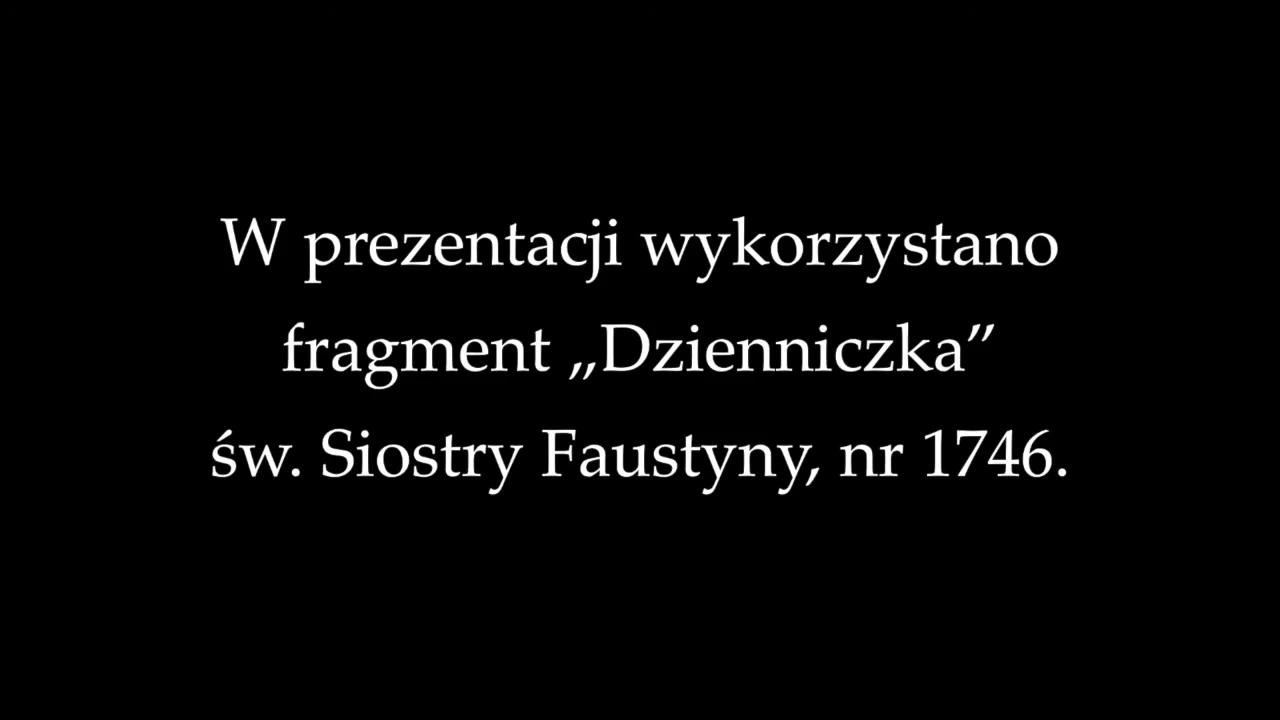 W prezentacji wykorzystano
fragment „Dzienniczka”
św. Siostry Faustyny, nr 1746.